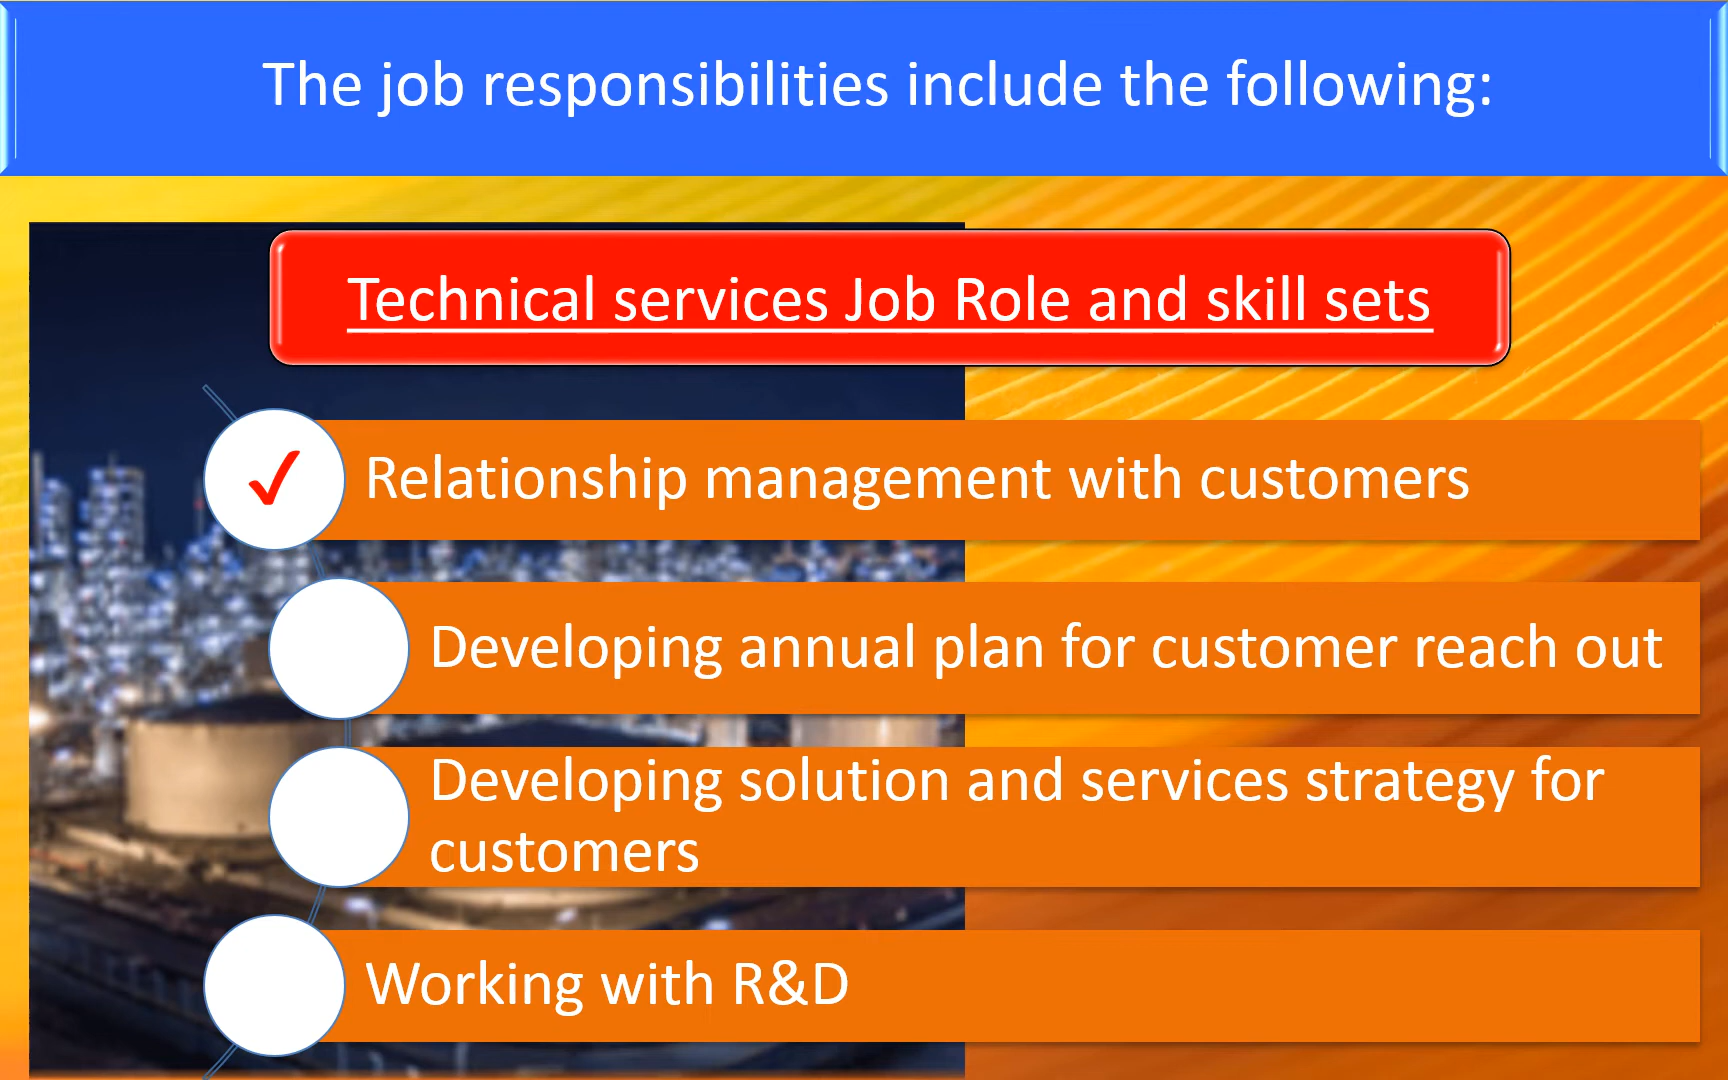 The job responsibilities include the following:
Technical services Job Role and skill sets
✓ Relationship management with customers
Developing annual plan for customer reach out
Developing solution and services strategy for
customers
Working with R&D